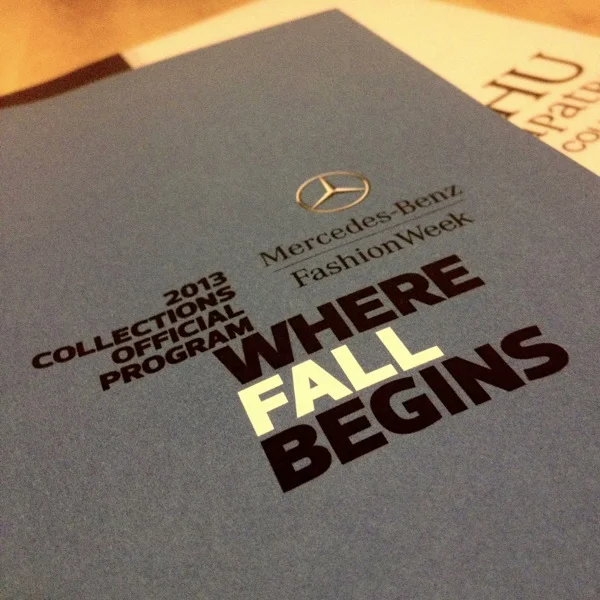 Mercedes-Benz
FashionWeek
2013
COLLECTIONS
OFFICIAL
PROGRAM
WHERE
FALL
BEGINS